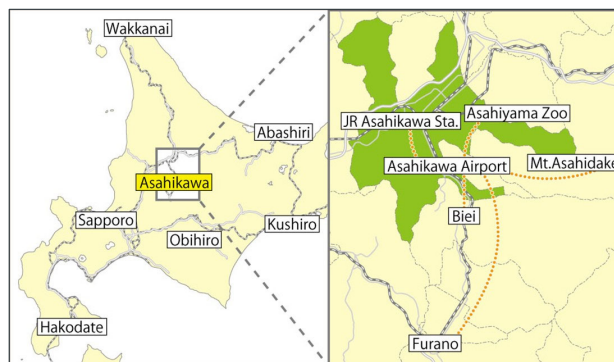 Wakkanai
Abashiri
Asahikawa
Sapporo
Obihiro
Kushiro
Hakodate
JR Asahikawa Sta.
Asahiyama Zoo
Asahikawa Airport
Mt.Asahidake
Biei
Furano